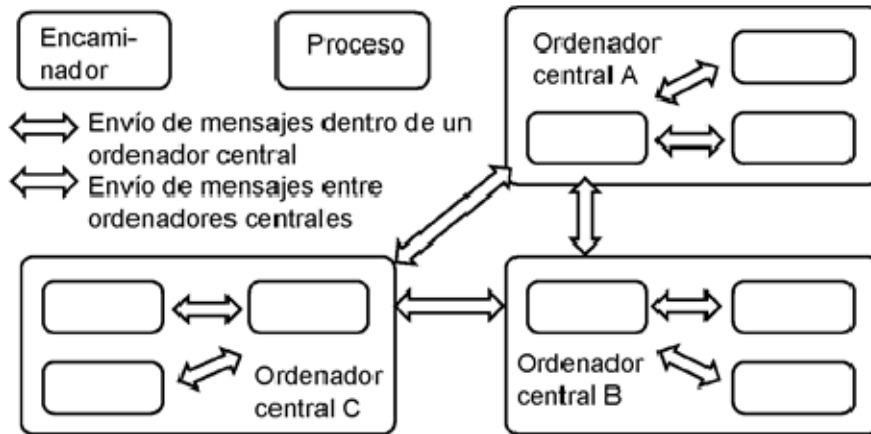 Encami-
nador
Proceso
Envío de mensajes dentro de un
ordenador central
Envío de mensajes entre
ordenadores centrales
Ordenador
central A
Ordenador
central C
Ordenador
central B